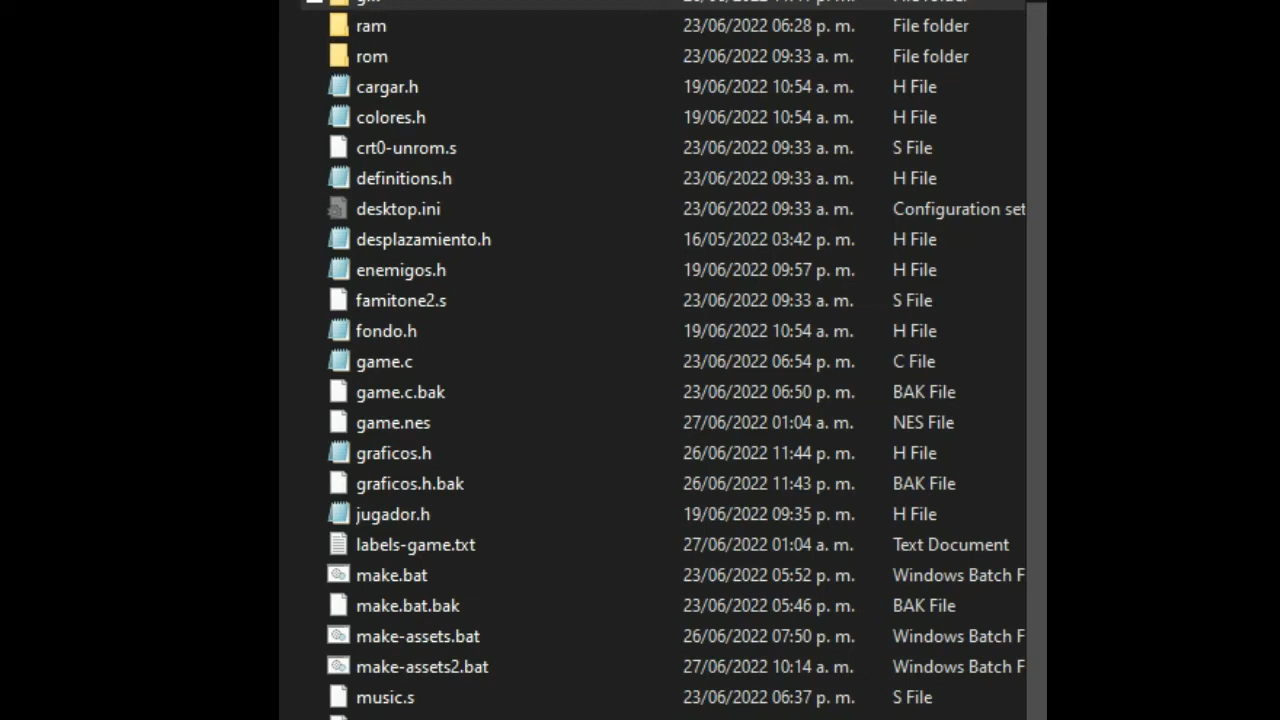 ram 23/06/2022 06:28 p. m. File folder
rom 23/06/2022 09:33 a. m. File folder
cargar.h 19/06/2022 10:54 a. m. H File
colores.h 19/06/2022 10:54 a. m. H File
crt0-unrom.s 23/06/2022 09:33 a. m. S File
definitions.h 23/06/2022 09:33 a. m. H File
desktop.ini 23/06/2022 09:33 a. m. Configuration set
desplazamiento.h 16/05/2022 03:42 p. m. H File
enemigos.h 19/06/2022 09:57 p. m. H File
famitone2.s 23/06/2022 09:33 a. m. S File
fondo.h 19/06/2022 10:54 a. m. H File
game.c 23/06/2022 06:54 p. m. C File
game.c.bak 23/06/2022 06:50 p. m. BAK File
game.nes 27/06/2022 01:04 a. m. NES File
graficos.h 26/06/2022 11:44 p. m. H File
graficos.h.bak 26/06/2022 11:43 p. m. BAK File
jugador.h 19/06/2022 09:35 p. m. H File
labels-game.txt 27/06/2022 01:04 a. m. Text Document
make.bat 23/06/2022 05:52 p. m. Windows Batch F
make.bat.bak 23/06/2022 05:46 p. m. BAK File
make-assets.bat 26/06/2022 07:50 p. m. Windows Batch F
make-assets2.bat 27/06/2022 10:14 a. m. Windows Batch F
music.s 23/06/2022 06:37 p. m. S File